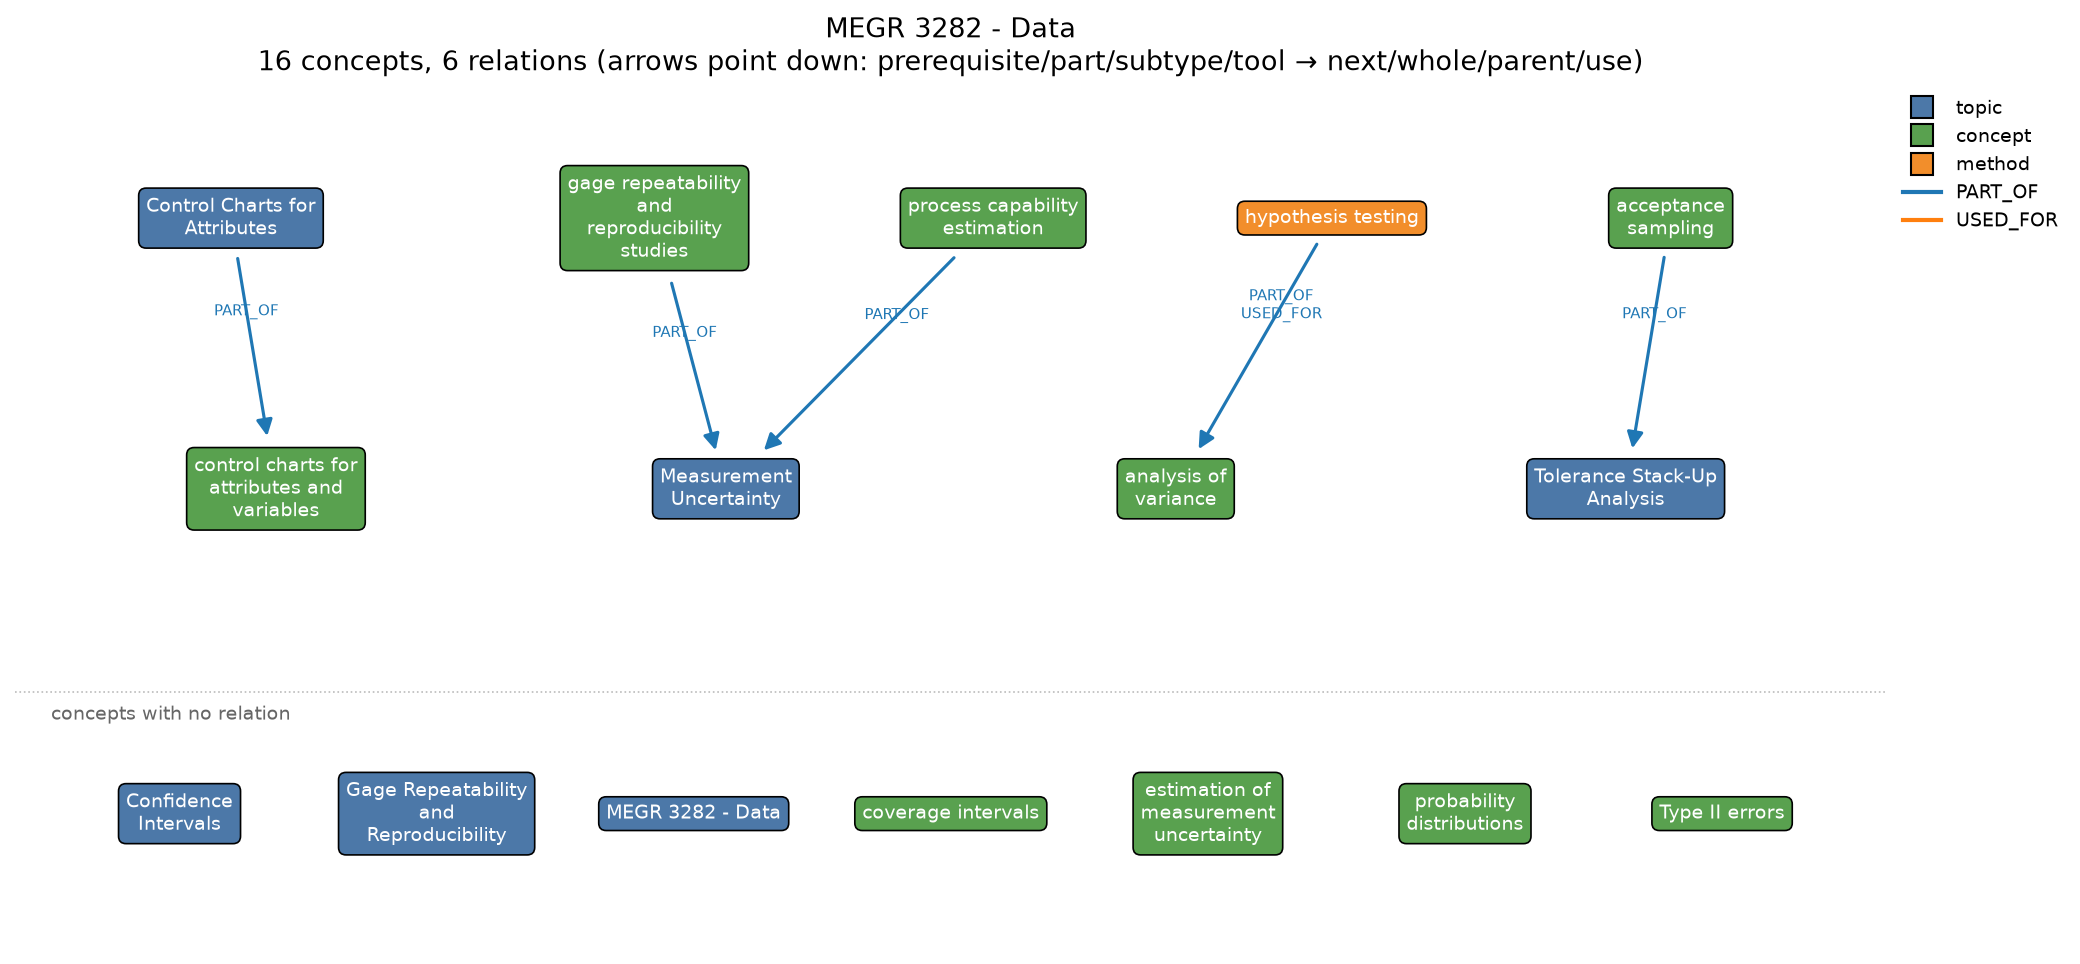 MEGR 3282 - Data
16 concepts, 6 relations (arrows point down: prerequisite/part/subtype/tool → next/whole/parent/use)
topic
concept
method
PART_OF
USED_FOR
Control Charts for
Attributes
gage repeatability
and
reproducibility
studies
process capability
estimation
hypothesis testing
acceptance
sampling
PART_OF
PART_OF
PART_OF
PART_OF
USED_FOR
PART_OF
control charts for
attributes and
variables
Measurement
Uncertainty
analysis of
variance
Tolerance Stack-Up
Analysis
concepts with no relation
Confidence
Intervals
Gage Repeatability
and
Reproducibility
MEGR 3282 - Data
coverage intervals
estimation of
measurement
uncertainty
probability
distributions
Type II errors